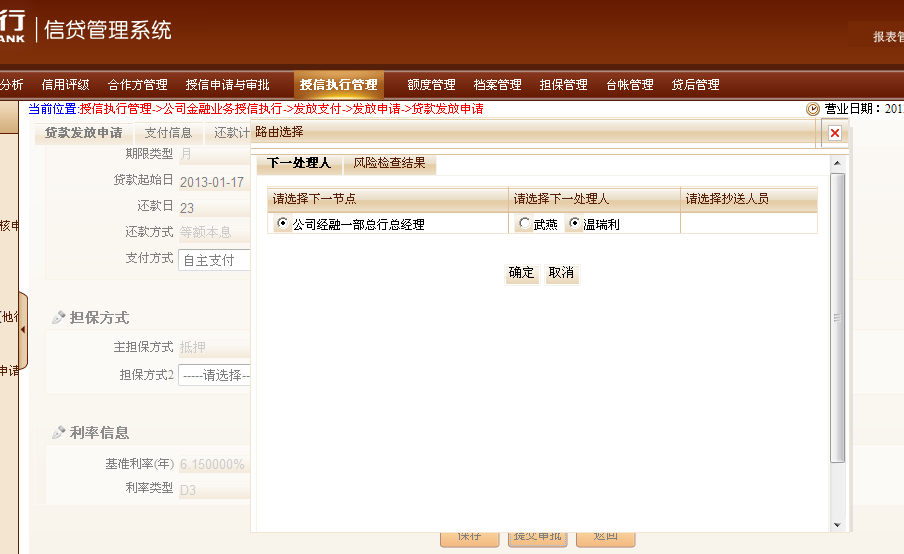 行 信贷管理系统
ANK
报表管
分析 信用评级 合作方管理 授信申请与审批 授信执行管理 额度管理 档案管理 担保管理 台帐管理 贷后管理
当前位置:授信执行管理->公司金融业务授信执行->发放支付->发放申请->贷款发放申请 营业日期：201
贷款发放申请 支付信息 还款计
路由选择
期限类型 月
下一处理人 风险检查结果
贷款起始日 2013-01-17
请选择下一节点 请选择下一处理人 请选择抄送人员
还款日 23
公司经融一部总行总经理 武燕 温瑞利
核申
还款方式 等额本息
支付方式 自主支付
确定 取消
担保方式
(他行
主担保方式 抵押
申请
担保方式2 -----请选择--
利率信息
基准利率(年) 6.150000%
利率类型 D3
保存 提交审批 返回